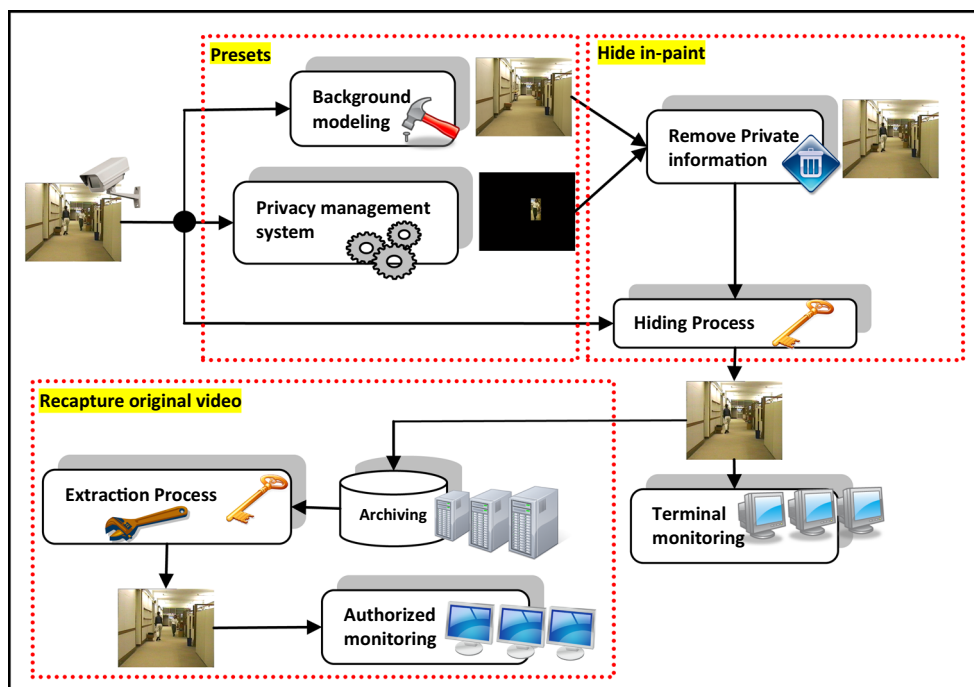 Presets
Hide in-paint
Background
modeling
Remove Private
information
Privacy management
system
Hiding Process
Recapture original video
Extraction Process
Archiving
Terminal
monitoring
Authorized
monitoring